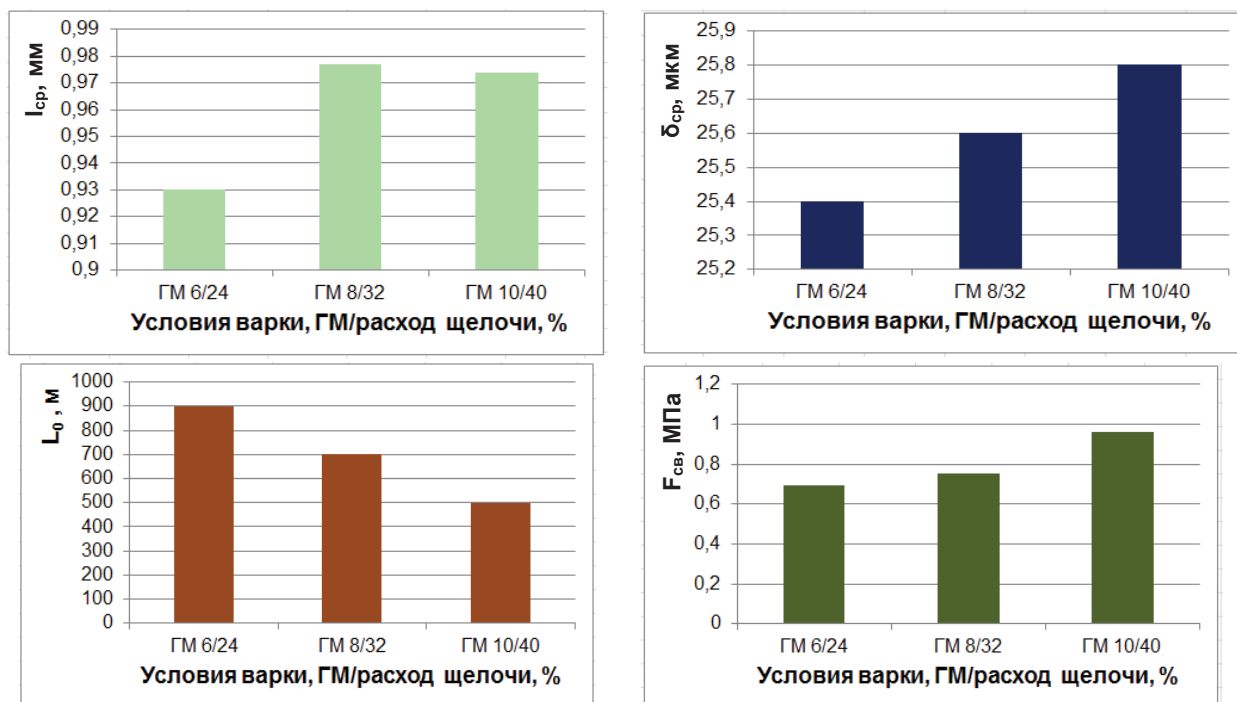 lср, мм
0,99
0,98
0,97
0,96
0,95
0,94
0,93
0,92
0,91
0,9
ГМ 6/24
ГМ 8/32
ГМ 10/40
Условия варки, ГМ/расход щелочи, %
δср, мкм
25,9
25,8
25,7
25,6
25,5
25,4
25,3
25,2
ГМ 6/24
ГМ 8/32
ГМ 10/40
Условия варки, ГМ/расход щелочи, %
L₀ , м
1000
900
800
700
600
500
400
300
200
100
0
ГМ 6/24
ГМ 8/32
ГМ 10/40
Условия варки, ГМ/расход щелочи, %
Fсв, МПа
1,2
1
0,8
0,6
0,4
0,2
0
ГМ 6/24
ГМ 8/32
ГМ 10/40
Условия варки, ГМ/расход щелочи, %